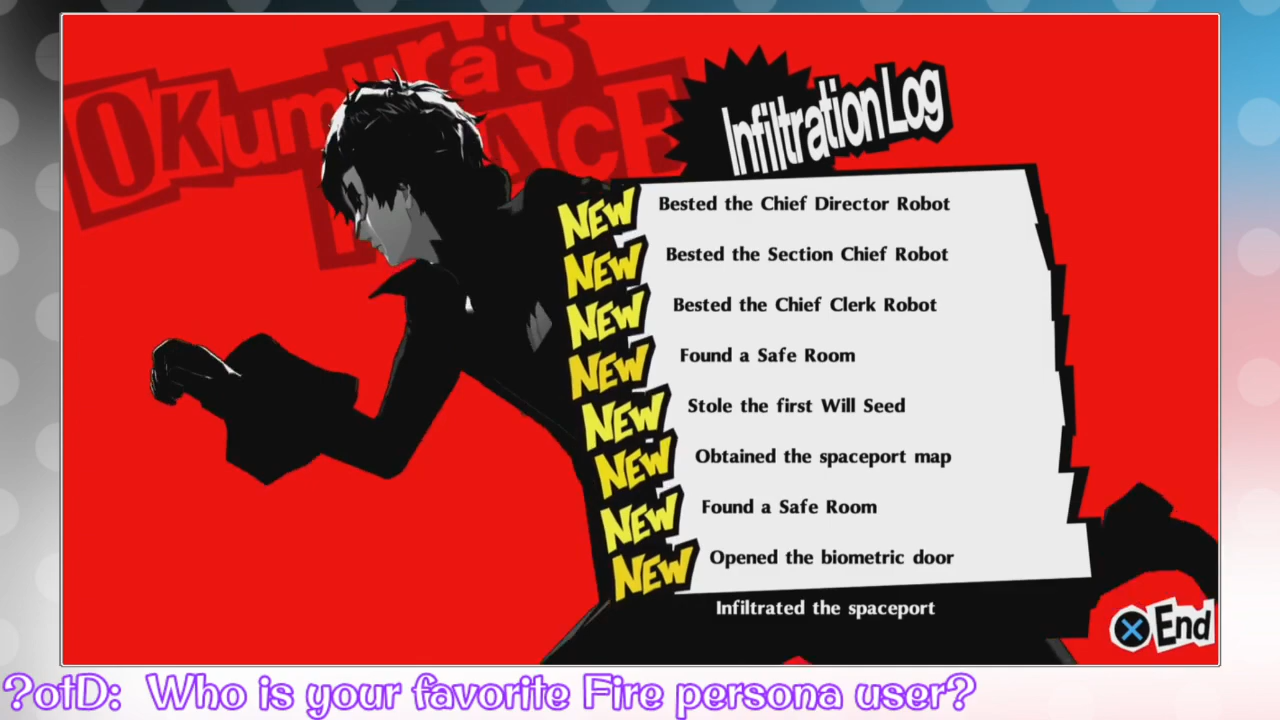 Okumura's
PALACE
Infiltration Log
NEW Bested the Chief Director Robot
NEW Bested the Section Chief Robot
NEW Bested the Chief Clerk Robot
NEW Found a Safe Room
NEW Stole the first Will Seed
NEW Obtained the spaceport map
NEW Found a Safe Room
NEW Opened the biometric door
Infiltrated the spaceport
End
?otD: Who is your favorite Fire persona user?